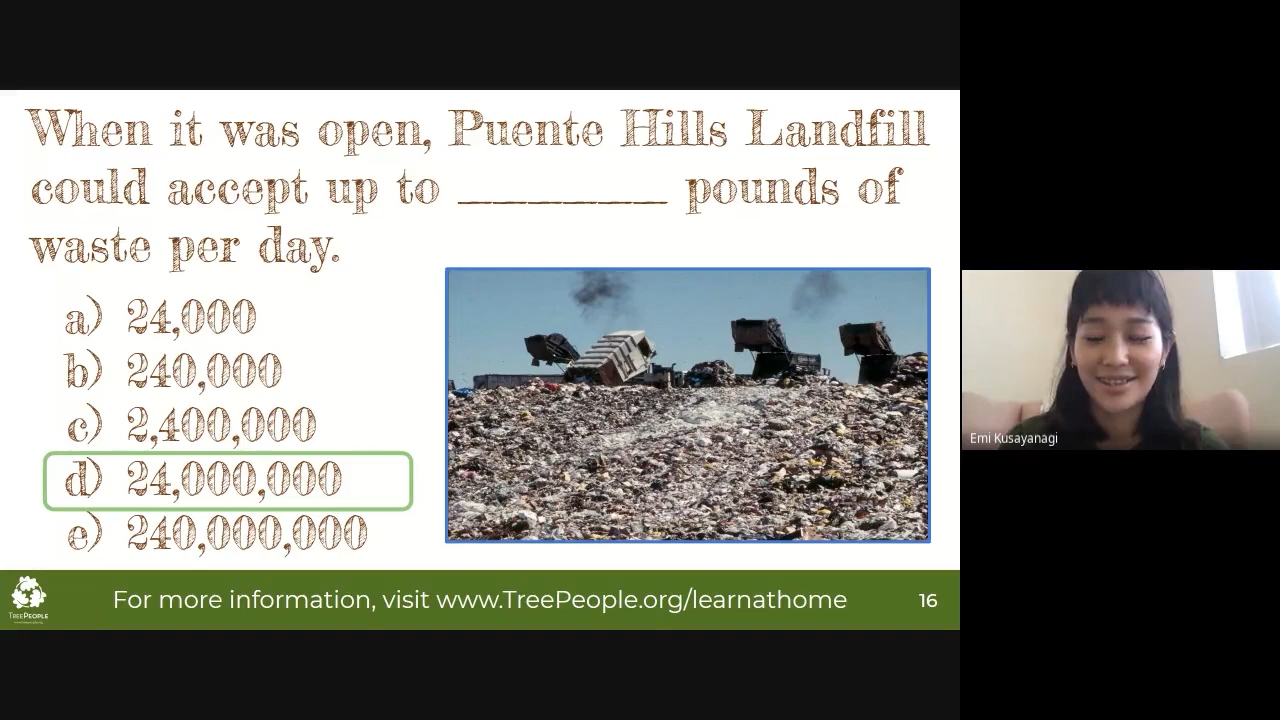 When it was open, Puente Hills Landfill
could accept up to _________ pounds of
waste per day.
a) 24,000
b) 240,000
c) 2,400,000
d) 24,000,000
e) 240,000,000
Emi Kusayanagi
TREEPEOPLE
For more information, visit www.TreePeople.org/learnathome
16